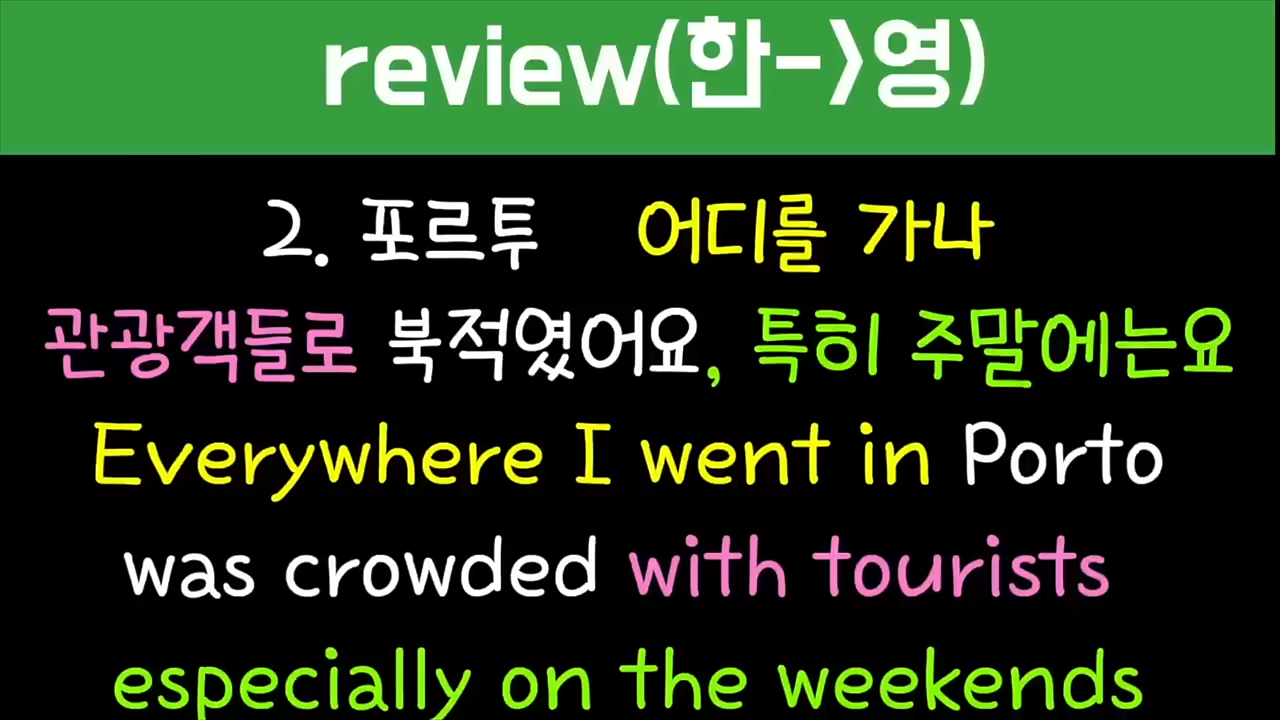 review(한->영)
2. 포르투 어디를 가나
관광객들로 북적였어요, 특히 주말에는요
Everywhere I went in Porto
was crowded with tourists
especially on the weekends